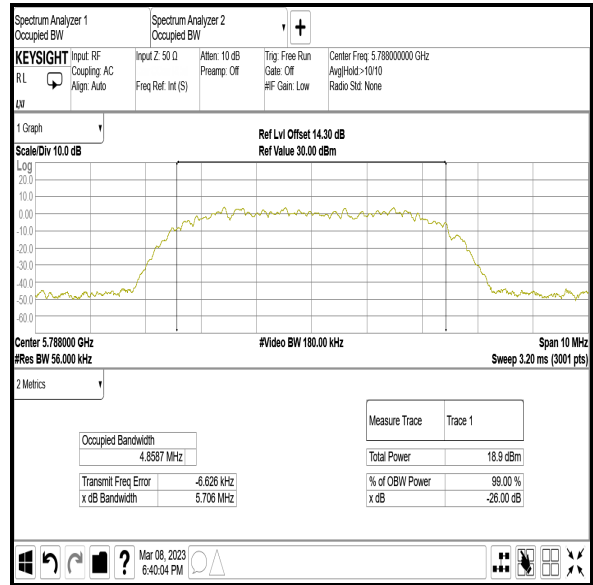 Spectrum Analyzer 1
Occupied BW
Spectrum Analyzer 2
Occupied BW
KEYSIGHT
RL
LXI
Input: RF
Coupling: AC
Align: Auto
Input Z: 50 Ω
Freq Ref: Int (S)
Atten: 10 dB
Preamp: Off
Trig: Free Run
Gate: Off
#IF Gain: Low
Center Freq: 5.788000000 GHz
Avg|Hold:>10/10
Radio Std: None
1 Graph
Scale/Div 10.0 dB
Ref Lvl Offset 14.30 dB
Ref Value 30.00 dBm
Log
20.0
10.0
0.00
-10.0
-20.0
-30.0
-40.0
-50.0
-60.0
Center 5.788000 GHz
#Video BW 180.00 kHz
Span 10 MHz
#Res BW 56.000 kHz
Sweep 3.20 ms (3001 pts)
2 Metrics
Occupied Bandwidth
4.8587 MHz
Transmit Freq Error -6.626 kHz
x dB Bandwidth 5.706 MHz
Measure Trace Trace 1
Total Power 18.9 dBm
% of OBW Power 99.00 %
x dB -26.00 dB
?
Mar 08, 2023
6:40:04 PM